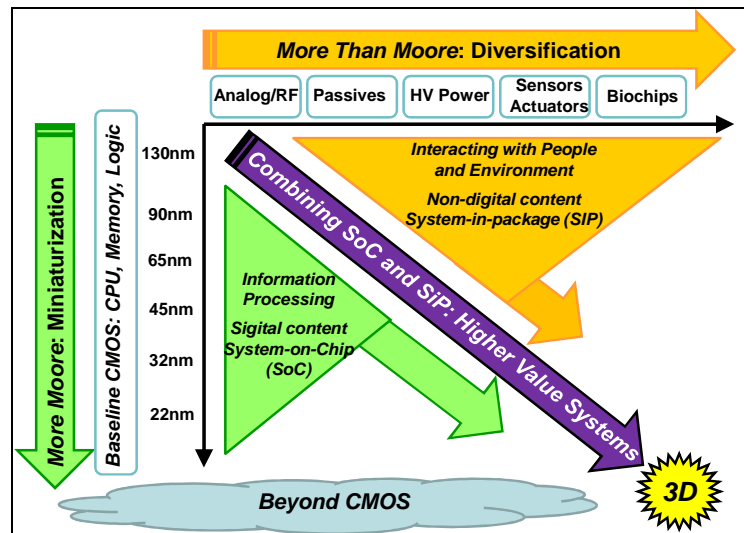 More Than Moore: Diversification
Analog/RF
Passives
HV Power
Sensors
Actuators
Biochips
More Moore: Miniaturization
Baseline CMOS: CPU, Memory, Logic
130nm
90nm
65nm
45nm
32nm
22nm
Interacting with People
and Environment
Non-digital content
System-in-package (SIP)
Combining SoC and SiP: Higher Value Systems
Information
Processing
Sigital content
System-on-Chip
(SoC)
Beyond CMOS
3D